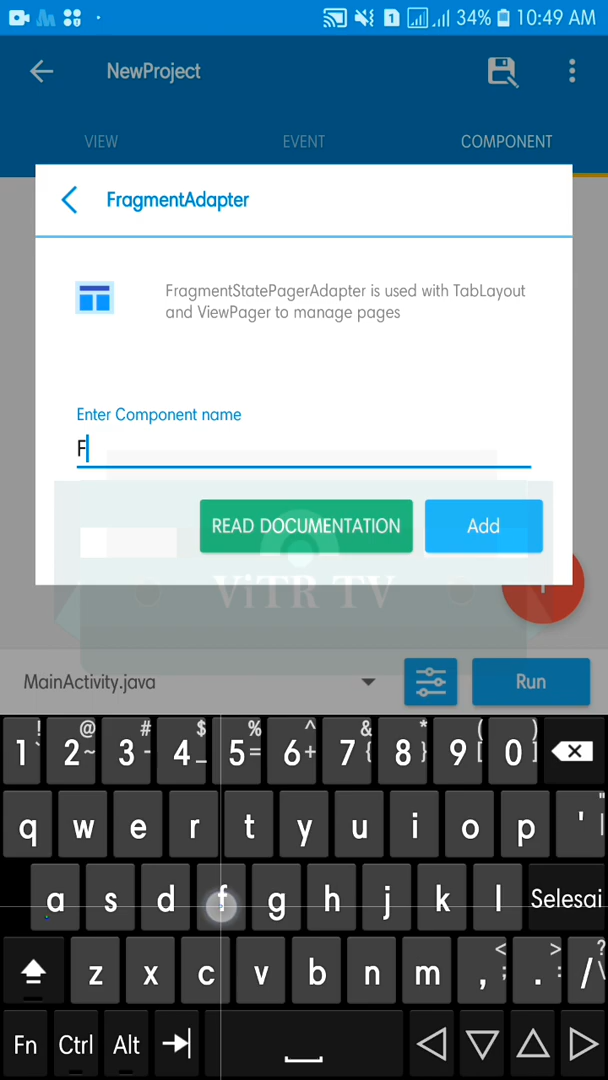 1 34% 10:49 AM
NewProject
VIEW EVENT COMPONENT
FragmentAdapter
FragmentStatePagerAdapter is used with TabLayout
and ViewPager to manage pages
Enter Component name
F
READ DOCUMENTATION Add
ViTR TV
MainActivity.java Run
1 ! ` 2 @ ~ 3 # - 4 $ _ 5 % = 6 ^ + 7 & { 8 * } 9 ( [ 0 ) ]
q w e r t y u i o p ' " |
a s d f g h j k l Selesai
z x c v b n m , < ; . > : / ? \
Fn Ctrl Alt